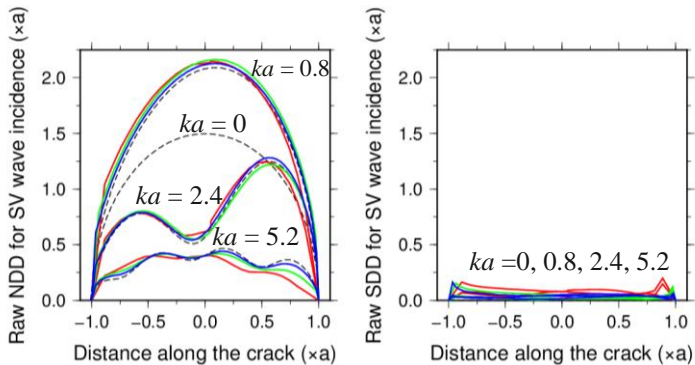 Raw NDD for SV wave incidence (×a)
2.0
1.5
1.0
0.5
0.0
ka = 0.8
ka = 0
ka = 2.4
ka = 5.2
−1.0 −0.5 0.0 0.5 1.0
Distance along the crack (×a)
Raw SDD for SV wave incidence (×a)
2.0
1.5
1.0
0.5
0.0
ka =0, 0.8, 2.4, 5.2
−1.0 −0.5 0.0 0.5 1.0
Distance along the crack (×a)